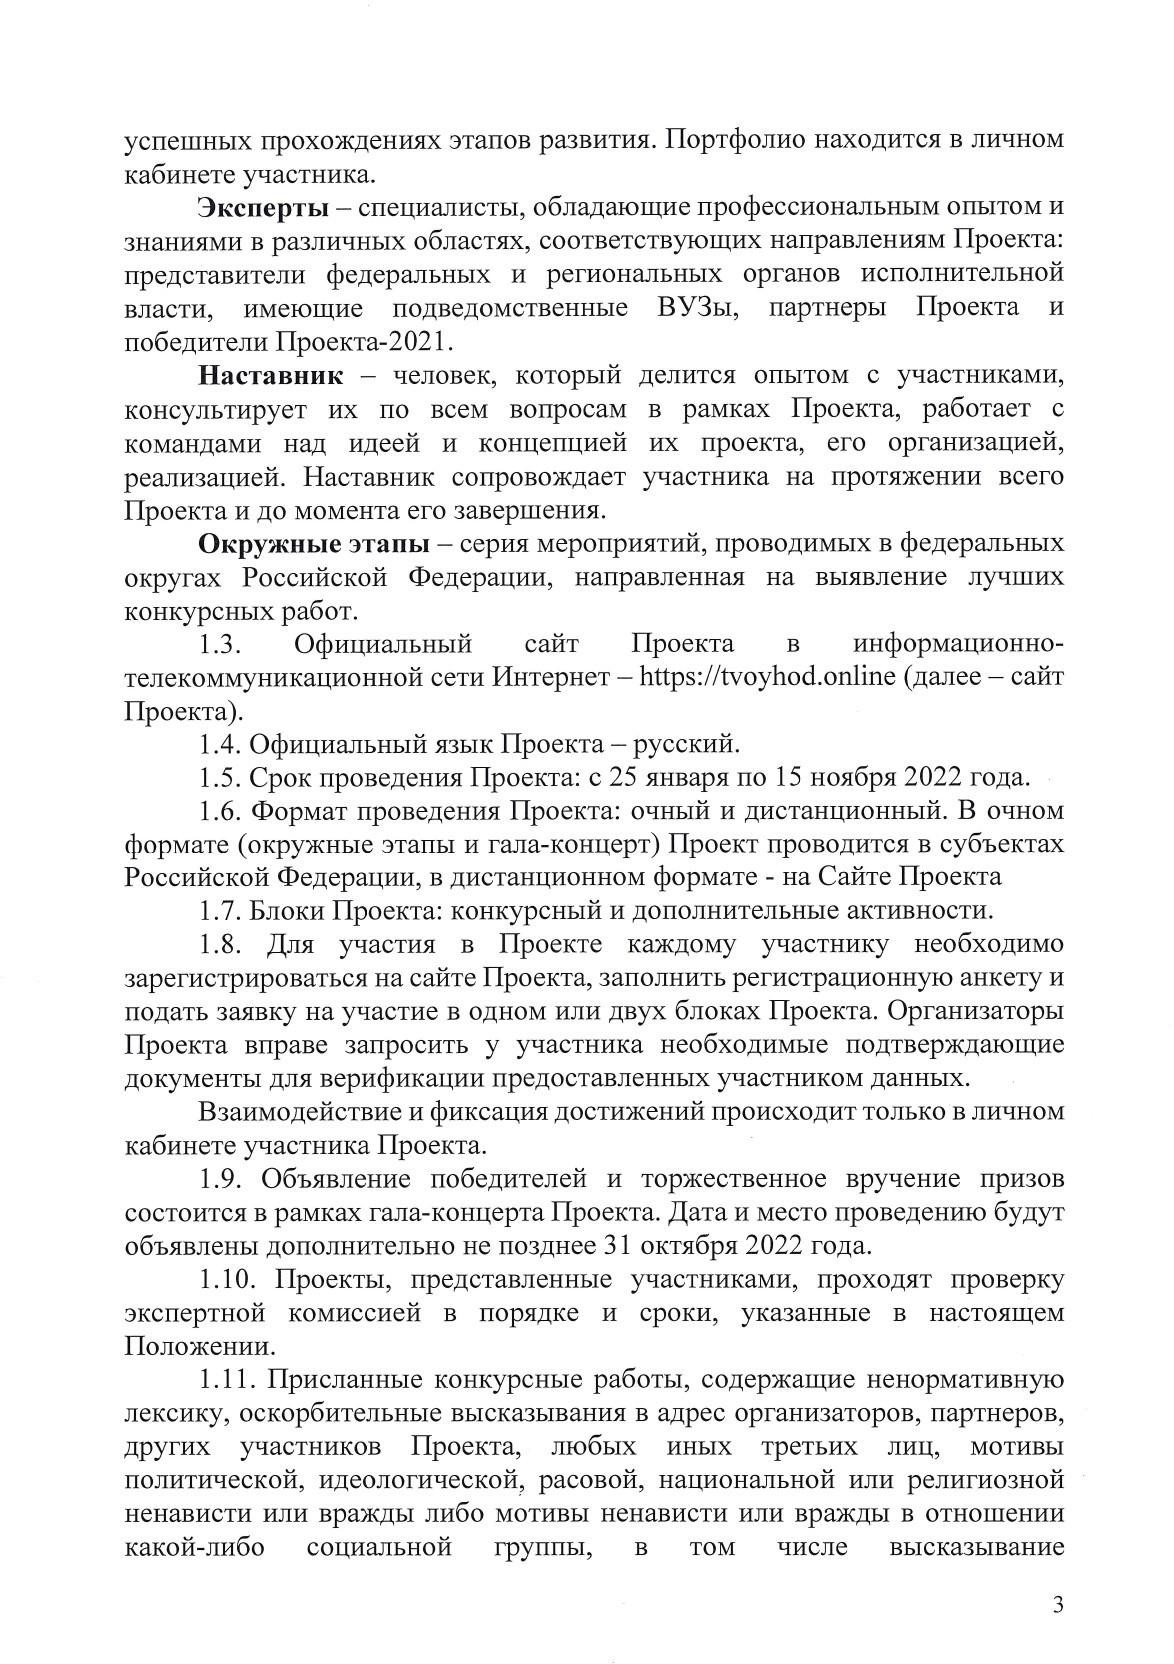 успешных прохождениях этапов развития. Портфолио находится в личном
кабинете участника.
Эксперты – специалисты, обладающие профессиональным опытом и
знаниями в различных областях, соответствующих направлениям Проекта:
представители федеральных и региональных органов исполнительной
власти, имеющие подведомственные ВУЗы, партнеры Проекта и
победители Проекта-2021.
Наставник – человек, который делится опытом с участниками,
консультирует их по всем вопросам в рамках Проекта, работает с
командами над идеей и концепцией их проекта, его организацией,
реализацией. Наставник сопровождает участника на протяжении всего
Проекта и до момента его завершения.
Окружные этапы – серия мероприятий, проводимых в федеральных
округах Российской Федерации, направленная на выявление лучших
конкурсных работ.
1.3. Официальный сайт Проекта в информационно-
телекоммуникационной сети Интернет – https://tvoyhod.online (далее – сайт
Проекта).
1.4. Официальный язык Проекта – русский.
1.5. Срок проведения Проекта: с 25 января по 15 ноября 2022 года.
1.6. Формат проведения Проекта: очный и дистанционный. В очном
формате (окружные этапы и гала-концерт) Проект проводится в субъектах
Российской Федерации, в дистанционном формате - на Сайте Проекта
1.7. Блоки Проекта: конкурсный и дополнительные активности.
1.8. Для участия в Проекте каждому участнику необходимо
зарегистрироваться на сайте Проекта, заполнить регистрационную анкету и
подать заявку на участие в одном или двух блоках Проекта. Организаторы
Проекта вправе запросить у участника необходимые подтверждающие
документы для верификации предоставленных участником данных.
Взаимодействие и фиксация достижений происходит только в личном
кабинете участника Проекта.
1.9. Объявление победителей и торжественное вручение призов
состоится в рамках гала-концерта Проекта. Дата и место проведению будут
объявлены дополнительно не позднее 31 октября 2022 года.
1.10. Проекты, представленные участниками, проходят проверку
экспертной комиссией в порядке и сроки, указанные в настоящем
Положении.
1.11. Присланные конкурсные работы, содержащие ненормативную
лексику, оскорбительные высказывания в адрес организаторов, партнеров,
других участников Проекта, любых иных третьих лиц, мотивы
политической, идеологической, расовой, национальной или религиозной
ненависти или вражды либо мотивы ненависти или вражды в отношении
какой-либо социальной группы, в том числе высказывание
3